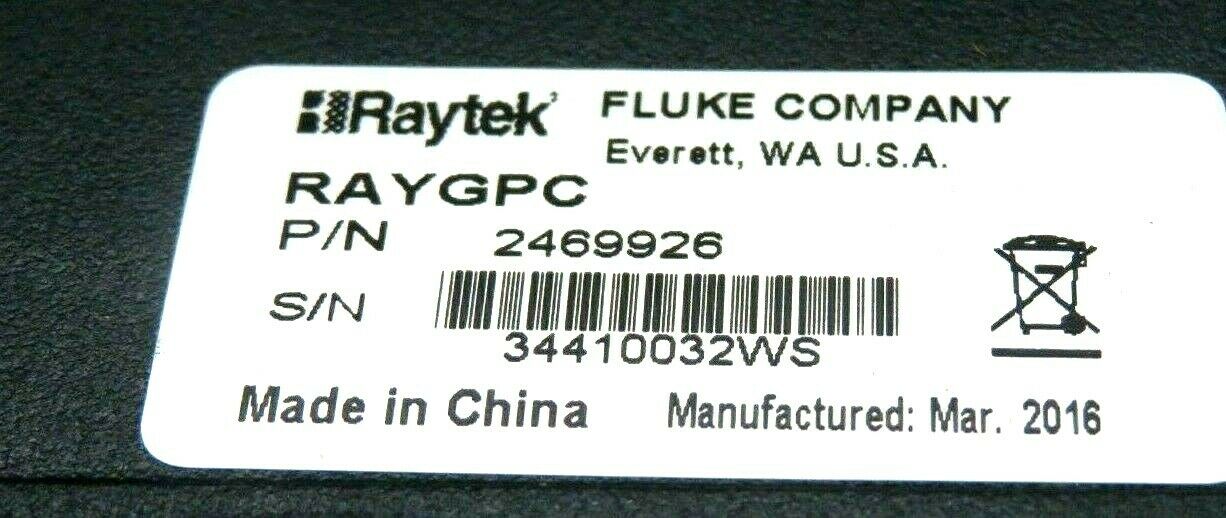 Raytek
FLUKE COMPANY
Everett, WA U.S.A.
RAYGPC
P/N 2469926
S/N
34410032WS
Made in China Manufactured: Mar. 2016